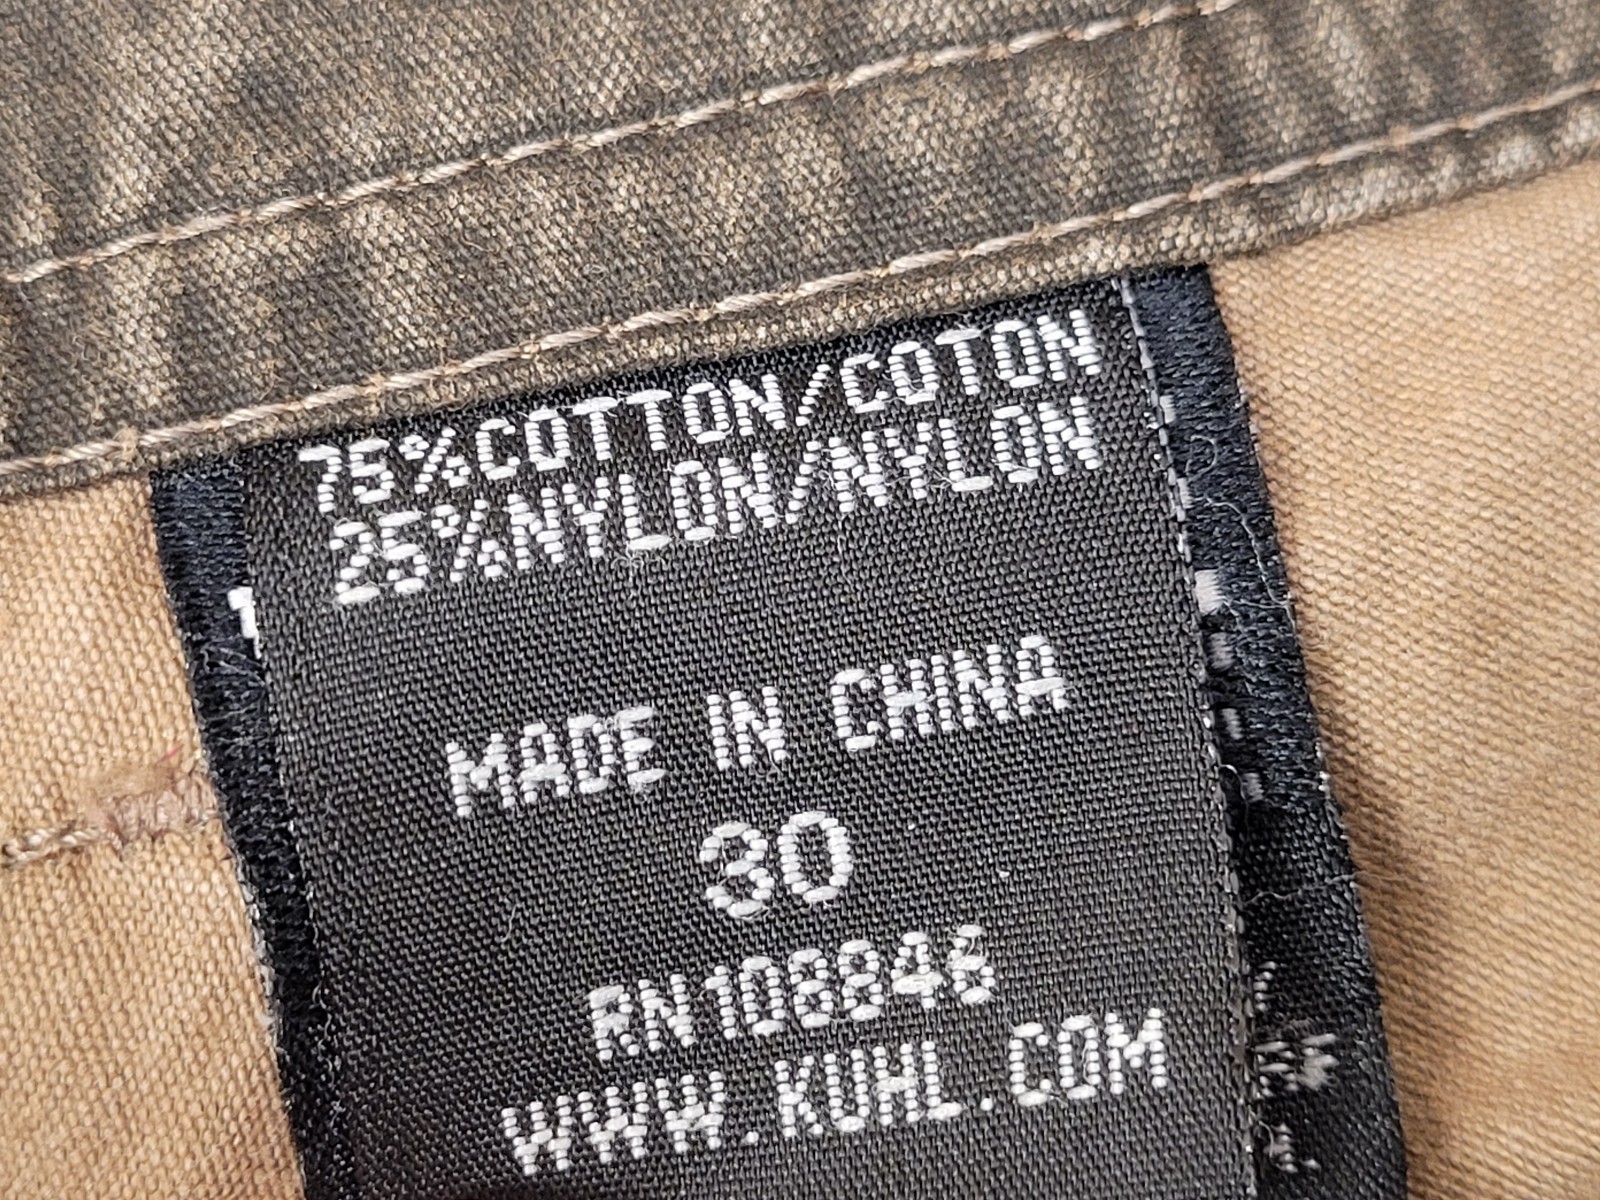 75%COTTON/COTON
25%NYLON/NYLON
MADE IN CHINA
30
RN108846
WWW.KUHL.COM